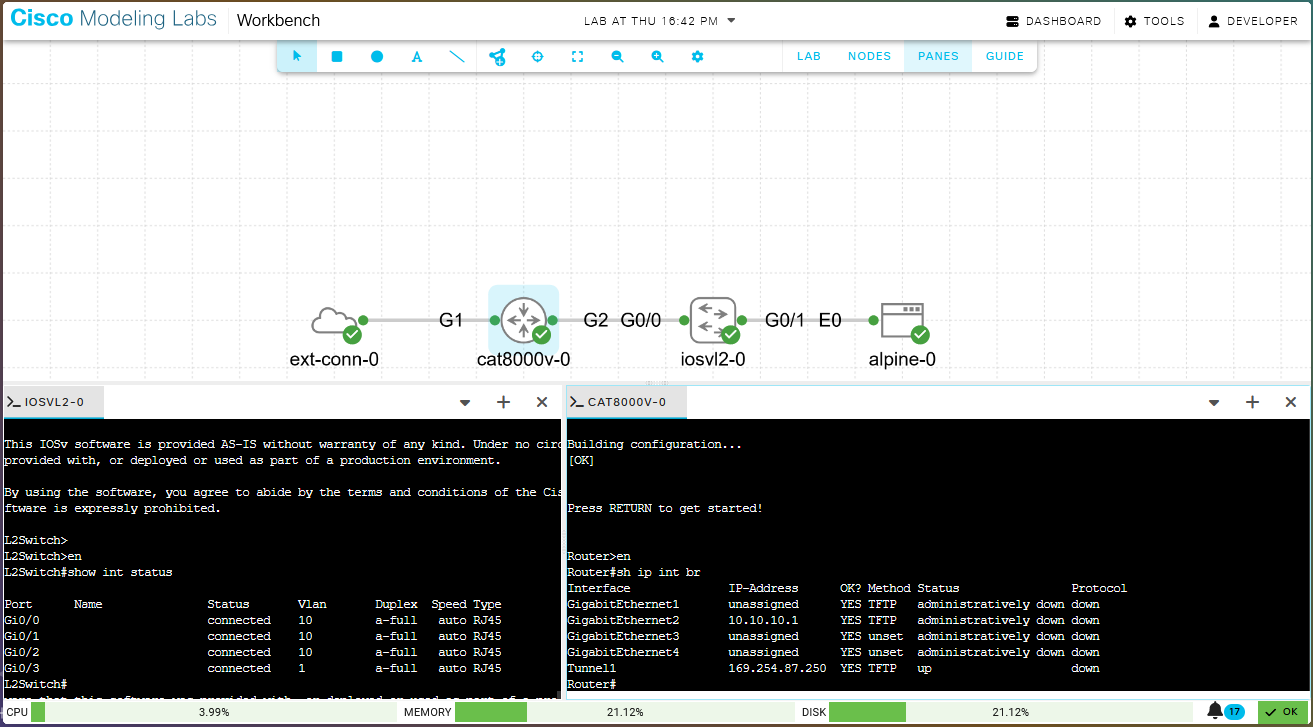 Cisco Modeling Labs Workbench LAB AT THU 16:42 PM DASHBOARD TOOLS DEVELOPER
A LAB NODES PANES GUIDE
G1 G2 G0/0 G0/1 E0
ext-conn-0 cat8000v-0 iosvl2-0 alpine-0
IOSVL2-0
This IOSv software is provided AS-IS without warranty of any kind. Under no circ
provided with, or deployed or used as part of a production environment.
By using the software, you agree to abide by the terms and conditions of the Cis
ftware is expressly prohibited.
L2Switch>
L2Switch>en
L2Switch#show int status
Port Name Status Vlan Duplex Speed Type
Gi0/0 connected 10 a-full auto RJ45
Gi0/1 connected 10 a-full auto RJ45
Gi0/2 connected 10 a-full auto RJ45
Gi0/3 connected 1 a-full auto RJ45
L2Switch#
CAT8000V-0
Building configuration...
[OK]
Press RETURN to get started!
Router>en
Router#sh ip int br
Interface IP-Address OK? Method Status Protocol
GigabitEthernet1 unassigned YES TFTP administratively down down
GigabitEthernet2 10.10.10.1 YES TFTP administratively down down
GigabitEthernet3 unassigned YES unset administratively down down
GigabitEthernet4 unassigned YES unset administratively down down
Tunnel1 169.254.87.250 YES TFTP up down
Router#
CPU 3.99% MEMORY 21.12% DISK 21.12% 17 OK